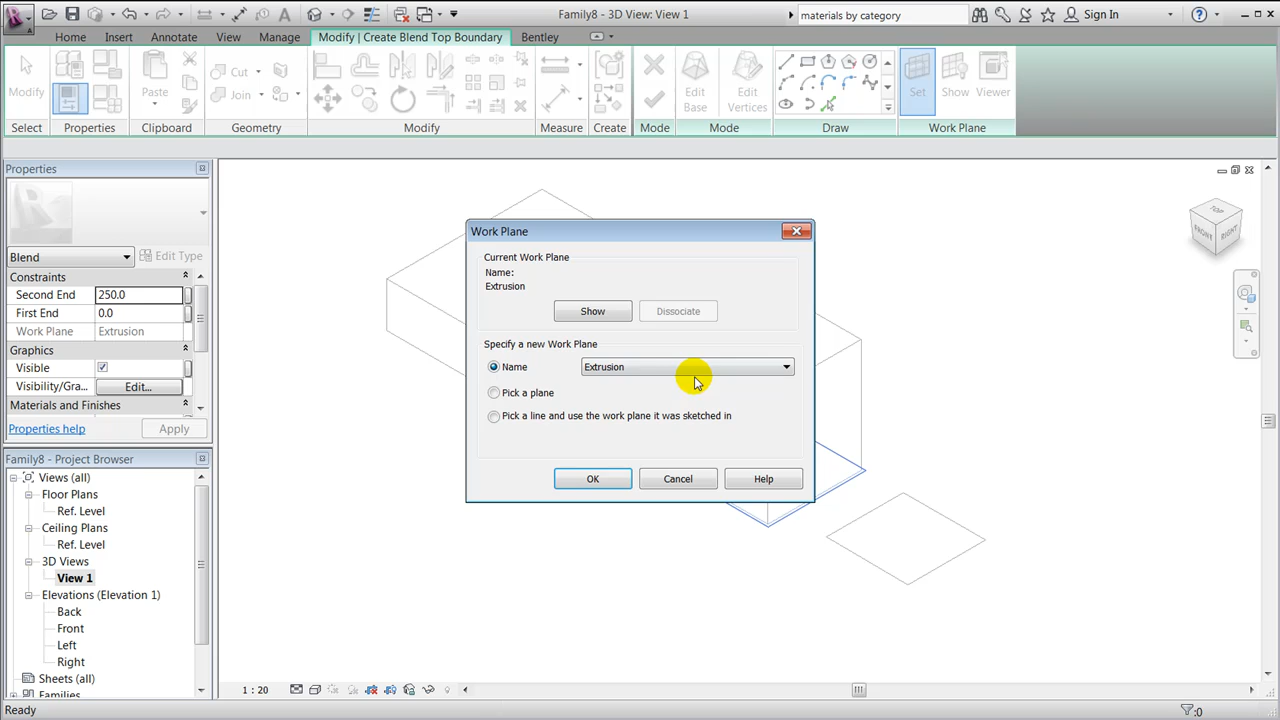 Family8 - 3D View: View 1
materials by category
Sign In
Home Insert Annotate View Manage Modify | Create Blend Top Boundary Bentley
Modify
Paste
Cut
Join
Edit Base
Edit Vertices
Set Show Viewer
Select Properties Clipboard Geometry Modify Measure Create Mode Mode Draw Work Plane
Properties
Blend
Edit Type
Constraints
Second End 250.0
First End 0.0
Work Plane Extrusion
Graphics
Visible
Visibility/Gra... Edit...
Materials and Finishes
Properties help
Apply
Family8 - Project Browser
Views (all)
Floor Plans
Ref. Level
Ceiling Plans
Ref. Level
3D Views
View 1
Elevations (Elevation 1)
Back
Front
Left
Right
Sheets (all)
Families
Work Plane
Current Work Plane
Name:
Extrusion
Show Dissociate
Specify a new Work Plane
Name Extrusion
Pick a plane
Pick a line and use the work plane it was sketched in
OK Cancel Help
TOP
FRONT RIGHT
1 : 20
Ready
:0